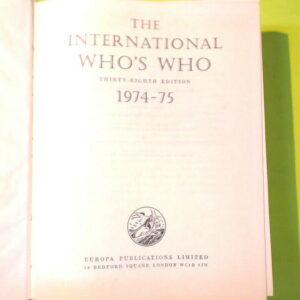 THE
INTERNATIONAL
WHO'S WHO
THIRTY-EIGHTH EDITION
1974-75
EUROPA PUBLICATIONS LIMITED
18 BEDFORD SQUARE LONDON WC1B 3JN